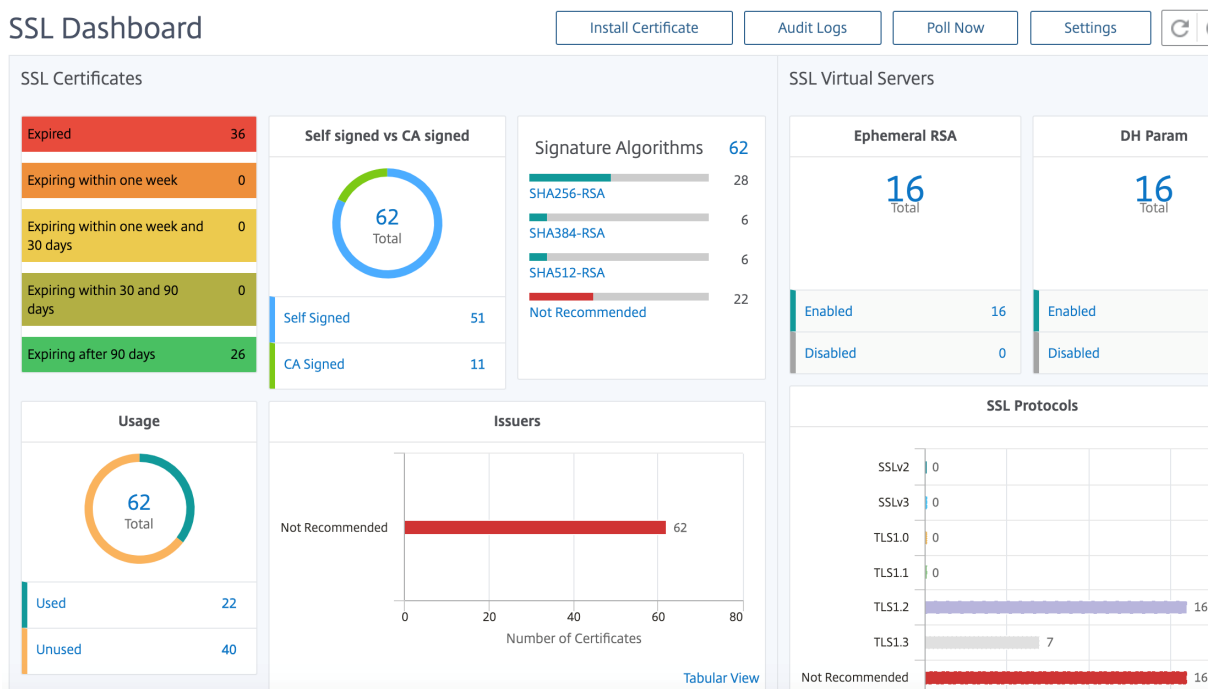 SSL Dashboard
Install Certificate
Audit Logs
Poll Now
Settings
SSL Certificates
Expired 36
Expiring within one week 0
Expiring within one week and 0
30 days
Expiring within 30 and 90 0
days
Expiring after 90 days 26
Self signed vs CA signed
62
Total
Self Signed 51
CA Signed 11
Signature Algorithms 62
28
SHA256-RSA
6
SHA384-RSA
6
SHA512-RSA
22
Not Recommended
Usage
62
Total
Used 22
Unused 40
Issuers
Not Recommended 62
0 20 40 60 80
Number of Certificates
Tabular View
SSL Virtual Servers
Ephemeral RSA
16
Total
Enabled 16
Disabled 0
DH Param
16
Total
Enabled
Disabled
SSL Protocols
SSLv2 0
SSLv3 0
TLS1.0 0
TLS1.1 0
TLS1.2 16
TLS1.3 7
Not Recommended 16